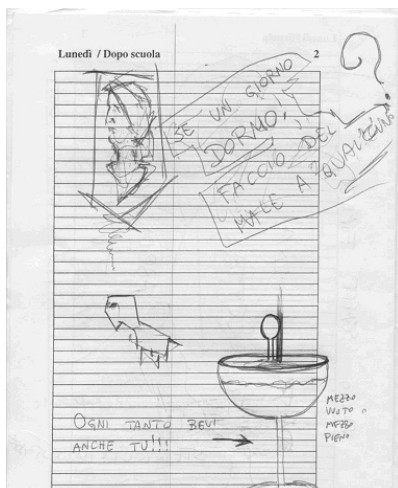 Lunedì / Dopo scuola 2
SE UN GIORNO
DORMO!
FACCIO DEL
MALE A QUALCUNO
?
OGNI TANTO BEVI
ANCHE TU!!!
MEZZO
VUOTO O
MEZZO
PIENO